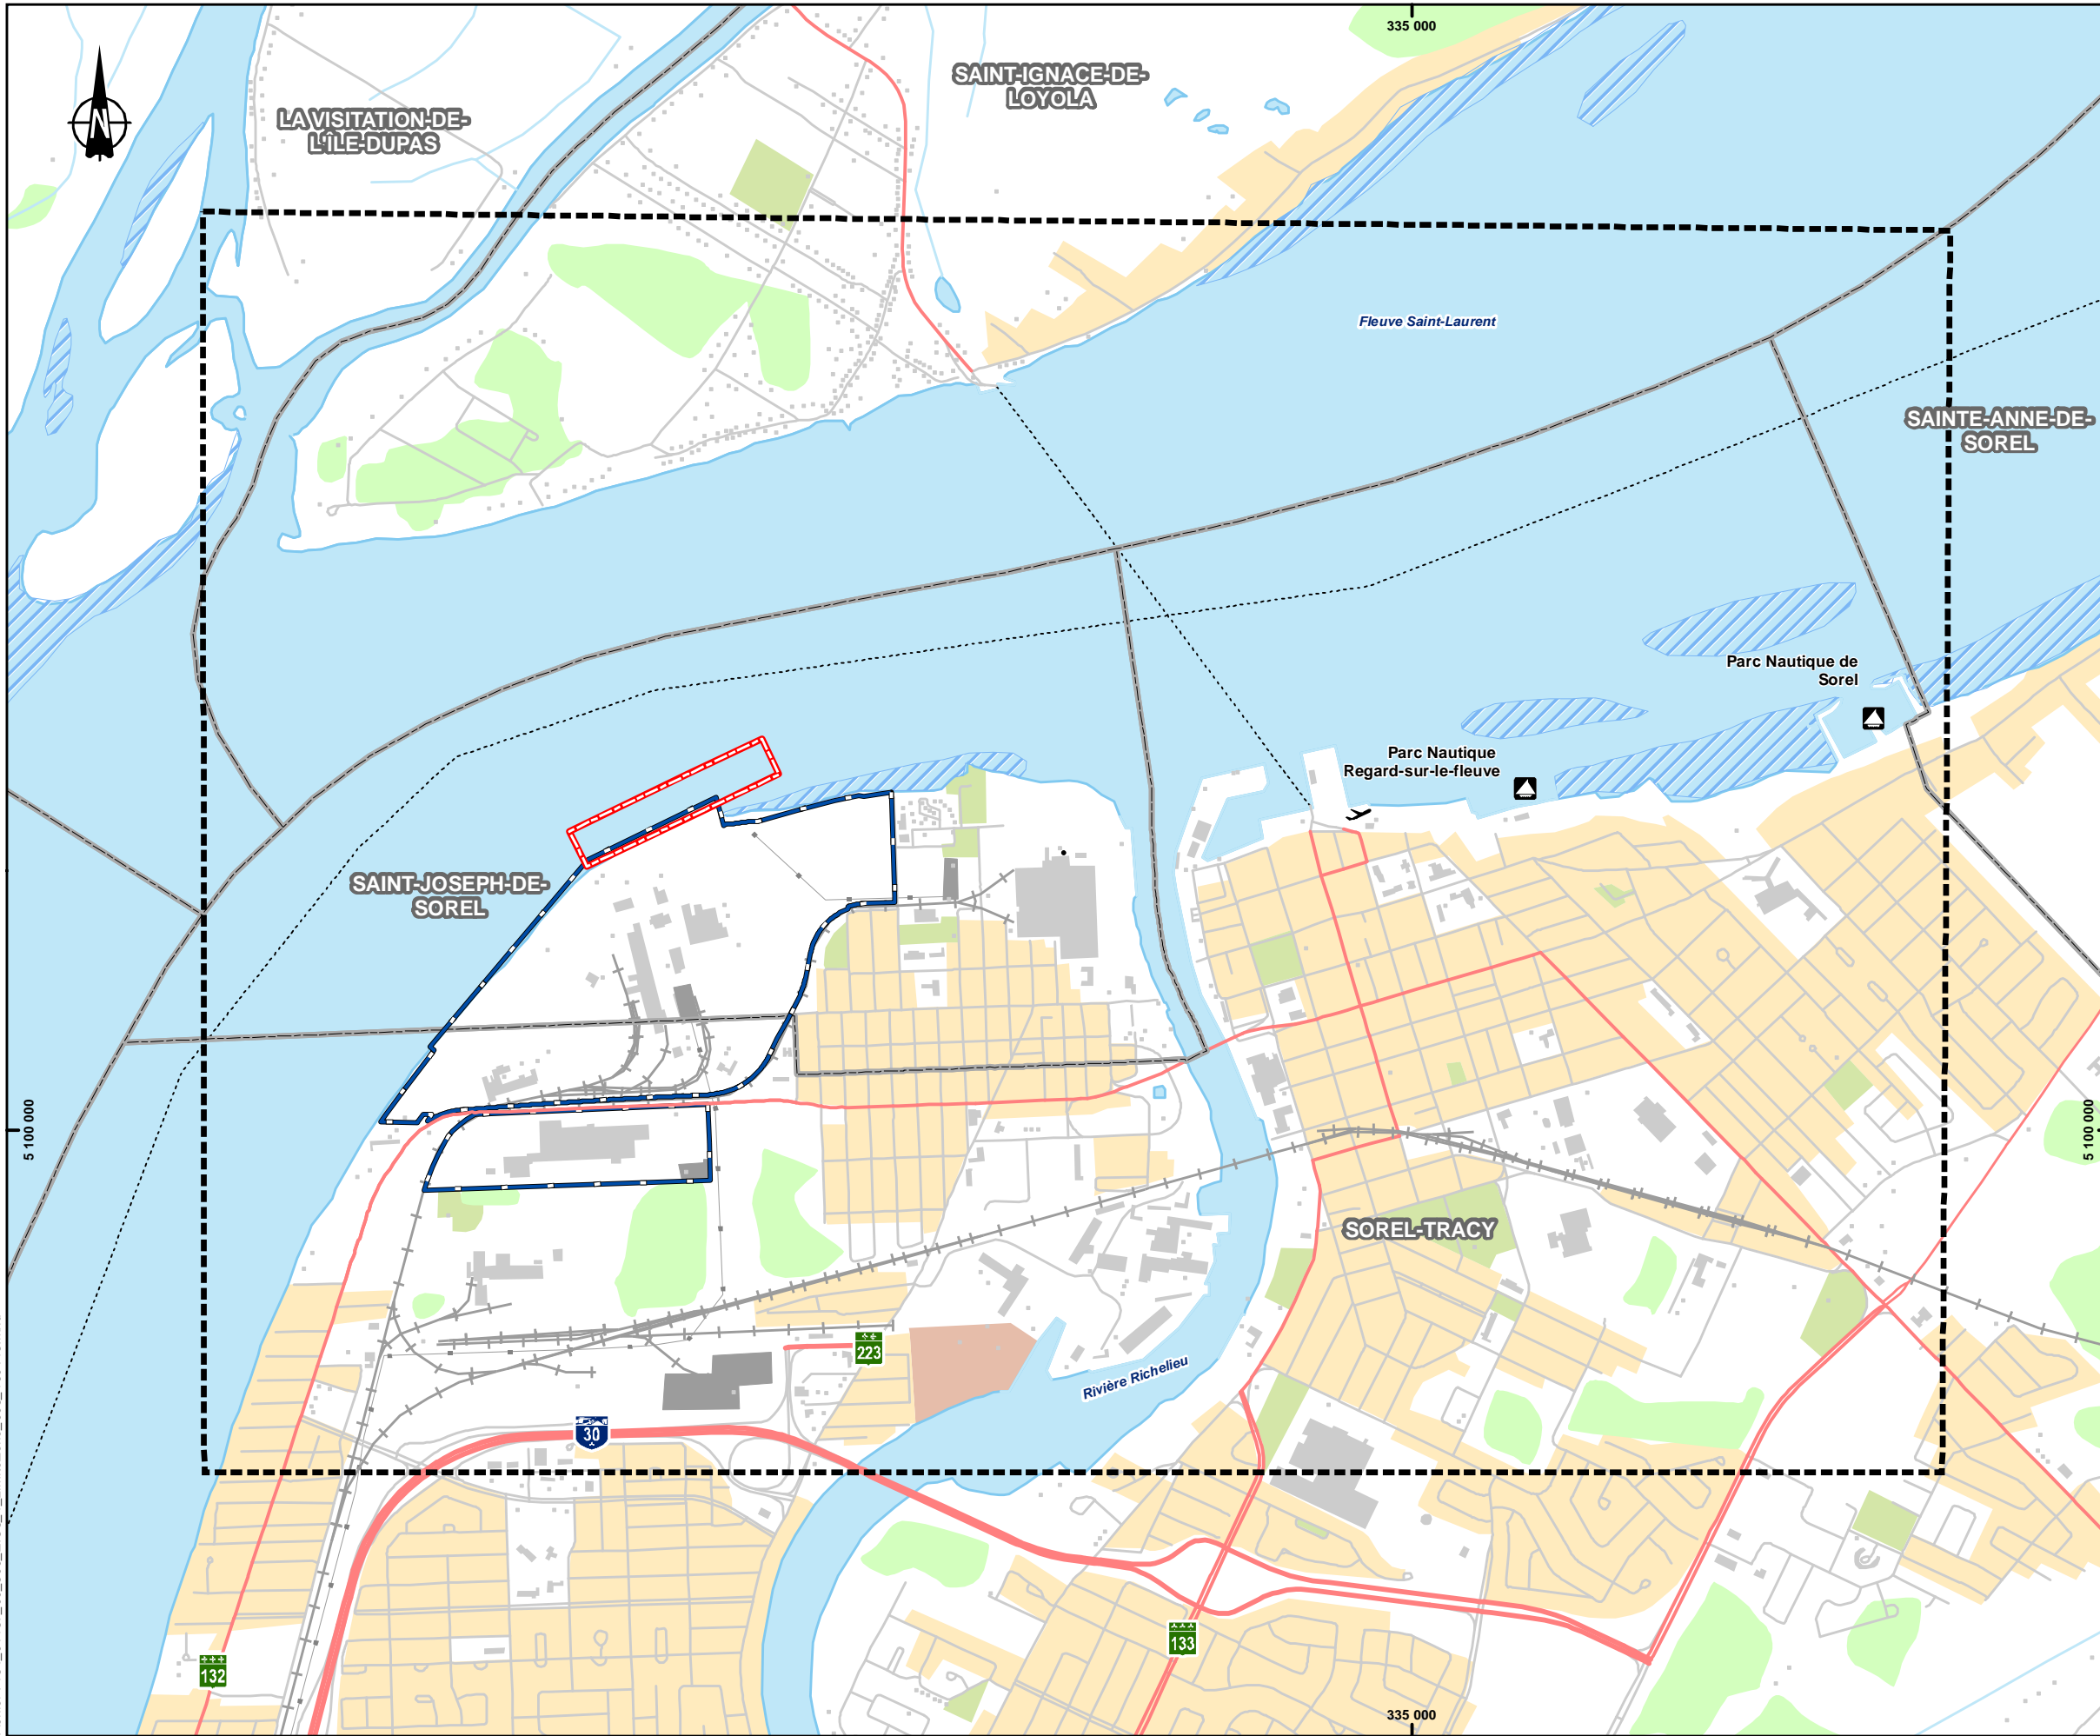 335 000
N
SAINT-IGNACE-DE-
LOYOLA
LA VISITATION-DE-
L'ÎLE-DUPAS
Fleuve Saint-Laurent
SAINTE-ANNE-DE-
SOREL
Parc Nautique de
Sorel
Parc Nautique
Regard-sur-le-fleuve
SAINT-JOSEPH-DE-
SOREL
5 100 000
5 100 000
SOREL-TRACY
223
Rivière Richelieu
30
133
132
335 000